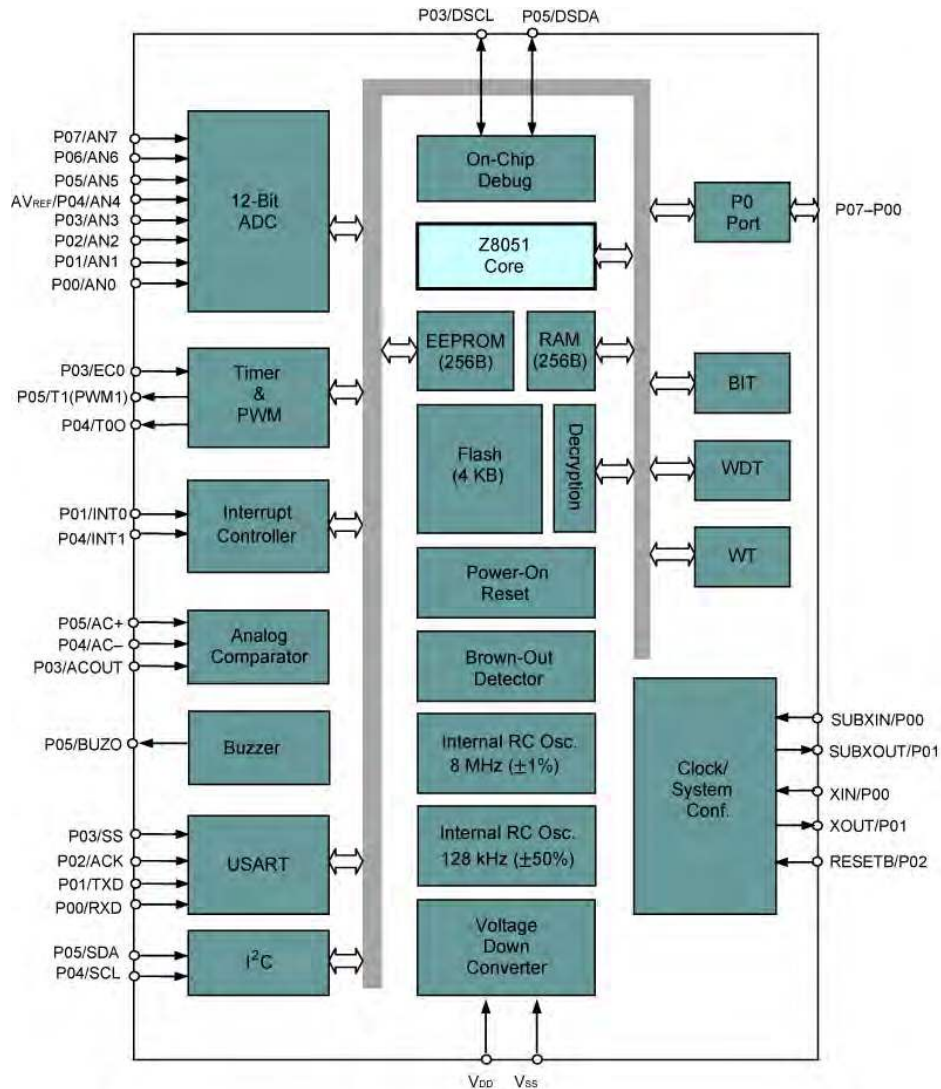 P03/DSCL
P05/DSDA
P07/AN7
P06/AN6
P05/AN5
AVREF/P04/AN4
P03/AN3
P02/AN2
P01/AN1
P00/AN0
12-Bit
ADC
On-Chip
Debug
P0
Port
P07–P00
Z8051
Core
EEPROM
(256B)
RAM
(256B)
P03/EC0
P05/T1(PWM1)
P04/T0O
Timer
&
PWM
BIT
Flash
(4 KB)
Decryption
WDT
P01/INT0
P04/INT1
Interrupt
Controller
WT
Power-On
Reset
P05/AC+
P04/AC–
P03/ACOUT
Analog
Comparator
Brown-Out
Detector
P05/BUZO
Buzzer
Internal RC Osc.
8 MHz (±1%)
Clock/
System
Conf.
SUBXIN/P00
SUBXOUT/P01
XIN/P00
XOUT/P01
RESETB/P02
P03/SS
P02/ACK
P01/TXD
P00/RXD
USART
Internal RC Osc.
128 kHz (±50%)
P05/SDA
P04/SCL
I²C
Voltage
Down
Converter
VDD
VSS